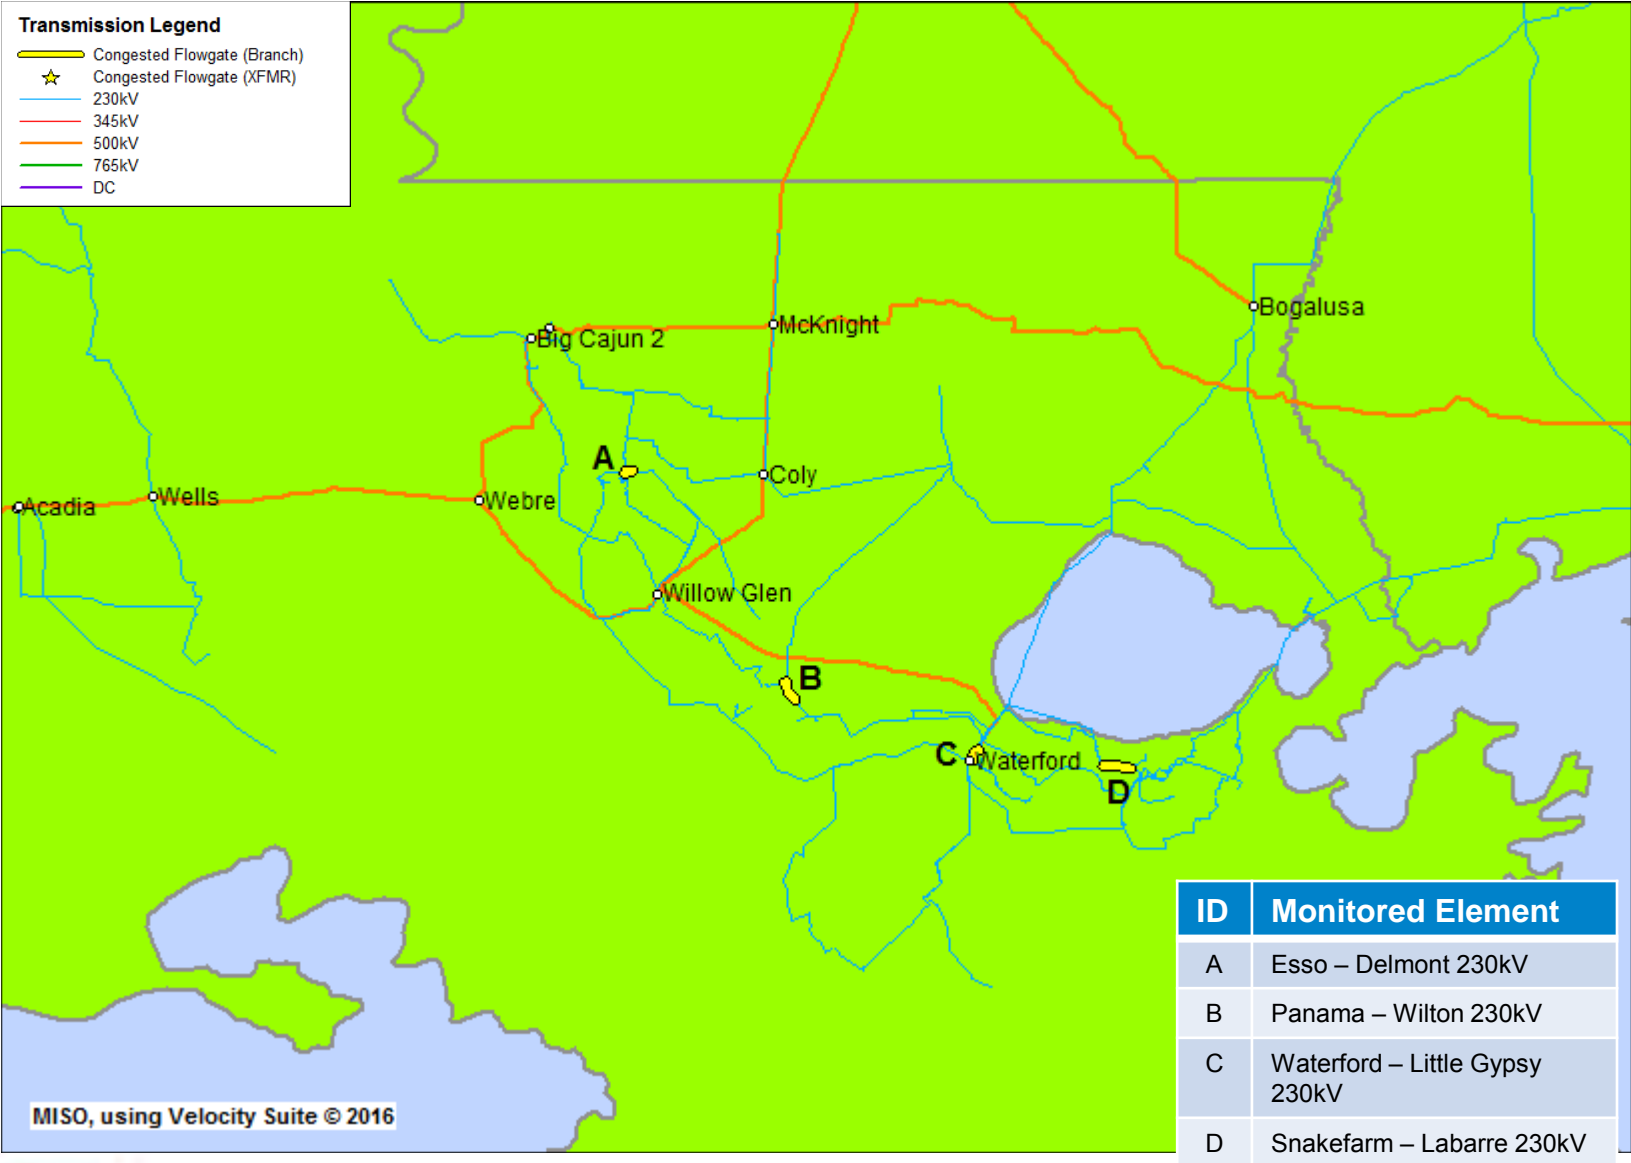 Transmission Legend
Congested Flowgate (Branch)
Congested Flowgate (XFMR)
230kV
345kV
500kV
765kV
DC
Bogalusa
McKnight
Big Cajun 2
A
Coly
Acadia
Wells
Webre
Willow Glen
B
C
Waterford
D
ID Monitored Element
A Esso – Delmont 230kV
B Panama – Wilton 230kV
C Waterford – Little Gypsy
230kV
D Snakefarm – Labarre 230kV
MISO, using Velocity Suite © 2016